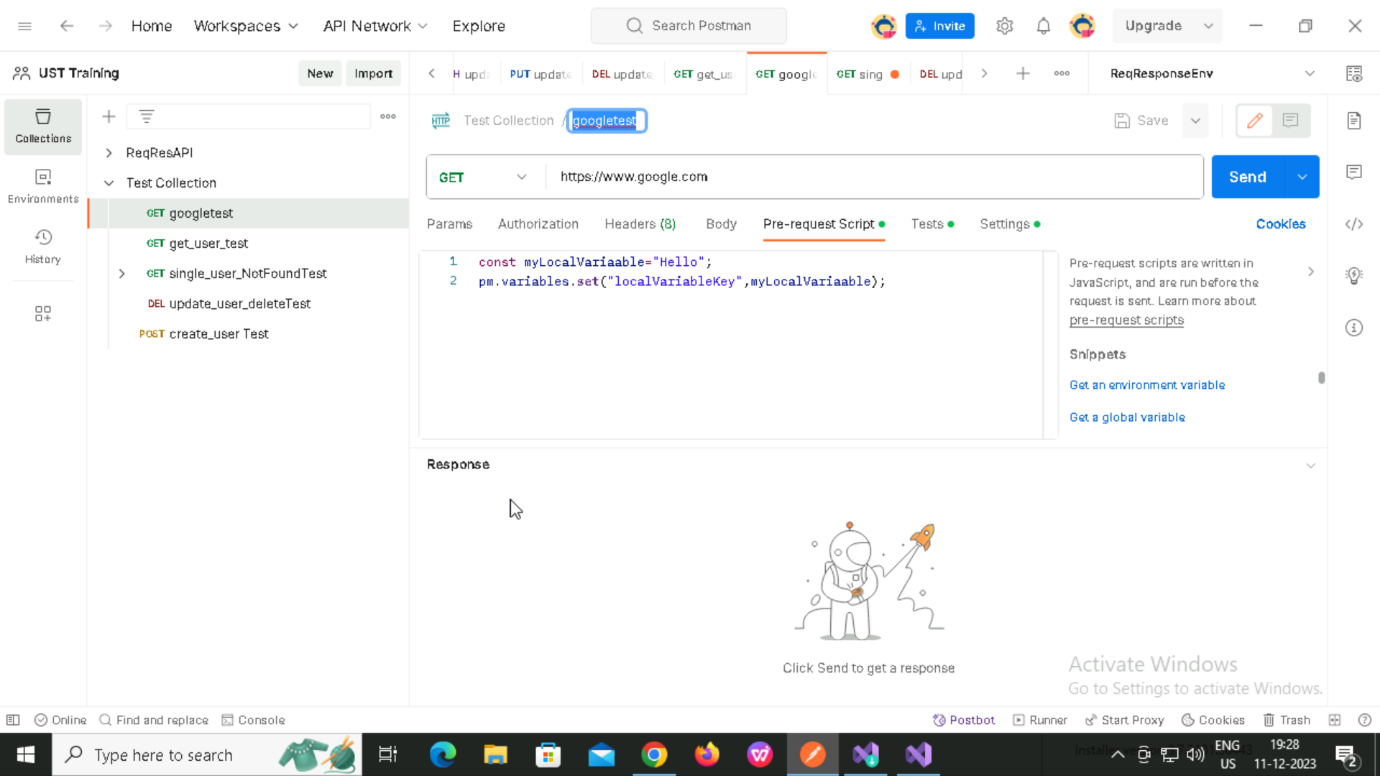 Home Workspaces API Network Explore Search Postman Invite Upgrade
UST Training New Import
H upd PUT update DEL update GET get_us GET google GET sing DEL upd ReqResponseEnv
Collections
Environments
History
ReqResAPI
Test Collection
GET googletest
GET get_user_test
GET single_user_NotFoundTest
DEL update_user_deleteTest
POST create_user Test
HTTP Test Collection / googletest Save
GET https://www.google.com Send
Params Authorization Headers (8) Body Pre-request Script Tests Settings Cookies
1 const myLocalVariaable="Hello";
2 pm.variables.set("localVariableKey",myLocalVariaable);
Pre-request scripts are written in
JavaScript, and are run before the
request is sent. Learn more about
pre-request scripts
Snippets
Get an environment variable
Get a global variable
Response
Click Send to get a response
Activate Windows
Go to Settings to activate Windows.
Online Find and replace Console Postbot Runner Start Proxy Cookies Trash
Type here to search
ENG
US
19:28
11-12-2023
2